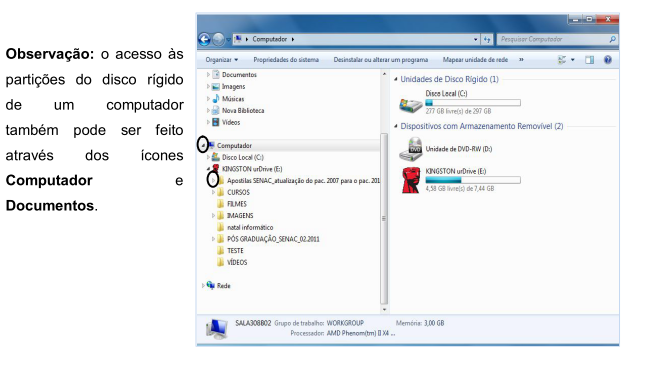 Observação: o acesso às
partições do disco rígido
de um computador
também pode ser feito
através dos ícones
Computador e
Documentos.
Computador
Pesquisar Computador
Organizar Propriedades do sistema Desinstalar ou alterar um programa Mapear unidade de rede »
Documentos
Imagens
Músicas
Nova Biblioteca
Vídeos
Computador
Disco Local (C:)
KINGSTON urDrive (E:)
Apostilas SENAC_atualização do pac. 2007 para o pac. 201
CURSOS
FILMES
IMAGENS
natal informático
PÓS GRADUAÇÃO_SENAC_02.2011
TESTE
VÍDEOS
Rede
Unidades de Disco Rígido (1)
Disco Local (C:)
277 GB livre(s) de 297 GB
Dispositivos com Armazenamento Removível (2)
DVD
Unidade de DVD-RW (D:)
KINGSTON urDrive (E:)
4,58 GB livre(s) de 7,44 GB
SALA308B02 Grupo de trabalho: WORKGROUP Memória: 3,00 GB
Processador: AMD Phenom(tm) II X4 ...